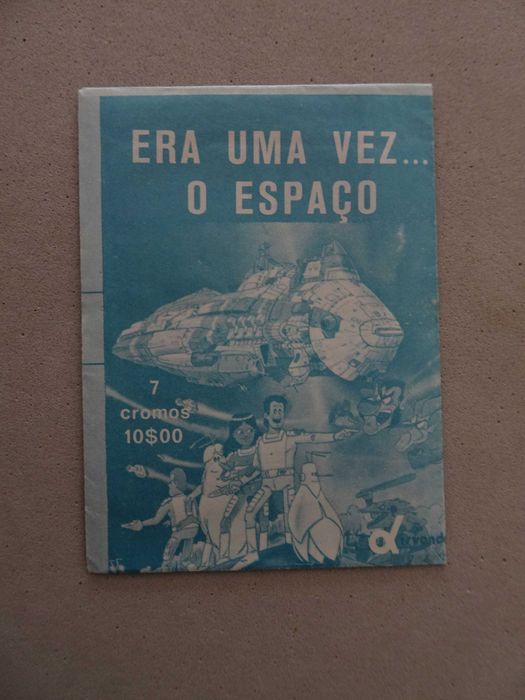 ERA UMA VEZ...
O ESPAÇO
7
cromos
10$00